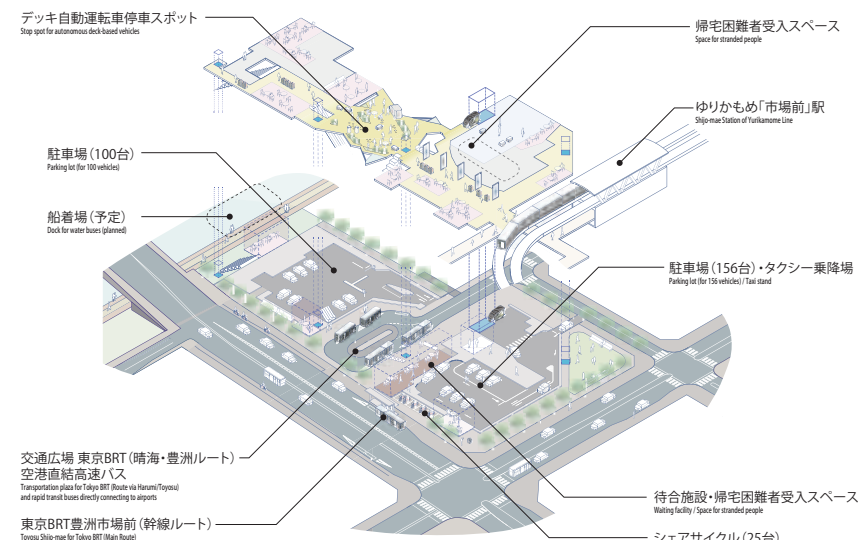 デッキ自動運転車停車スポット
Stop spot for autonomous deck-based vehicles
帰宅困難者受入スペース
Space for stranded people
ゆりかもめ「市場前」駅
Shijo-mae Station of Yurikamome Line
駐車場(100台)
Parking lot (for 100 vehicles)
船着場(予定)
Dock for water buses (planned)
駐車場(156台)・タクシー乗降場
Parking lot (for 156 vehicles) / Taxi stand
交通広場 東京BRT(晴海・豊洲ルート)
空港直結高速バス
Transportation plaza for Tokyo BRT (Route via Harumi/Toyosu)
and rapid transit buses directly connecting to airports
待合施設・帰宅困難者受入スペース
Waiting facility / Space for stranded people
東京BRT豊洲市場前(幹線ルート)
Toyosu Shijo-mae for Tokyo BRT (Main Route)
シェアサイクル(25台)